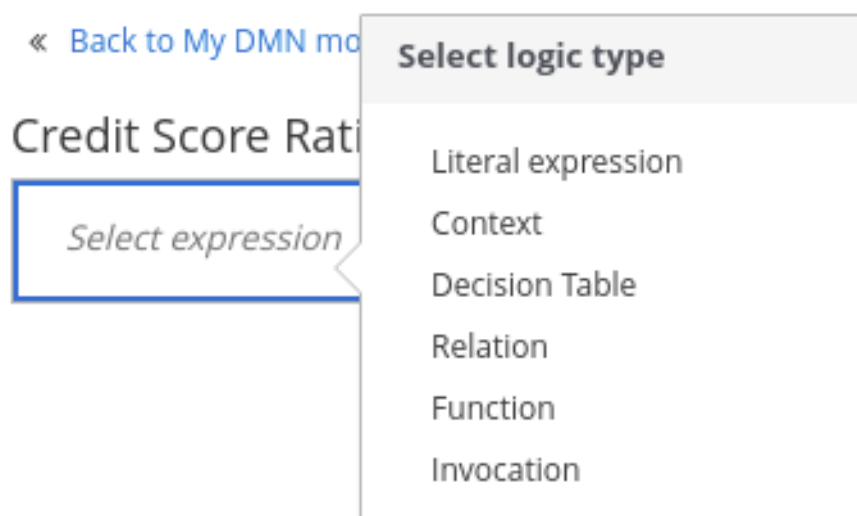 « Back to My DMN mo
Select logic type
Credit Score Rati
Select expression
Literal expression
Context
Decision Table
Relation
Function
Invocation